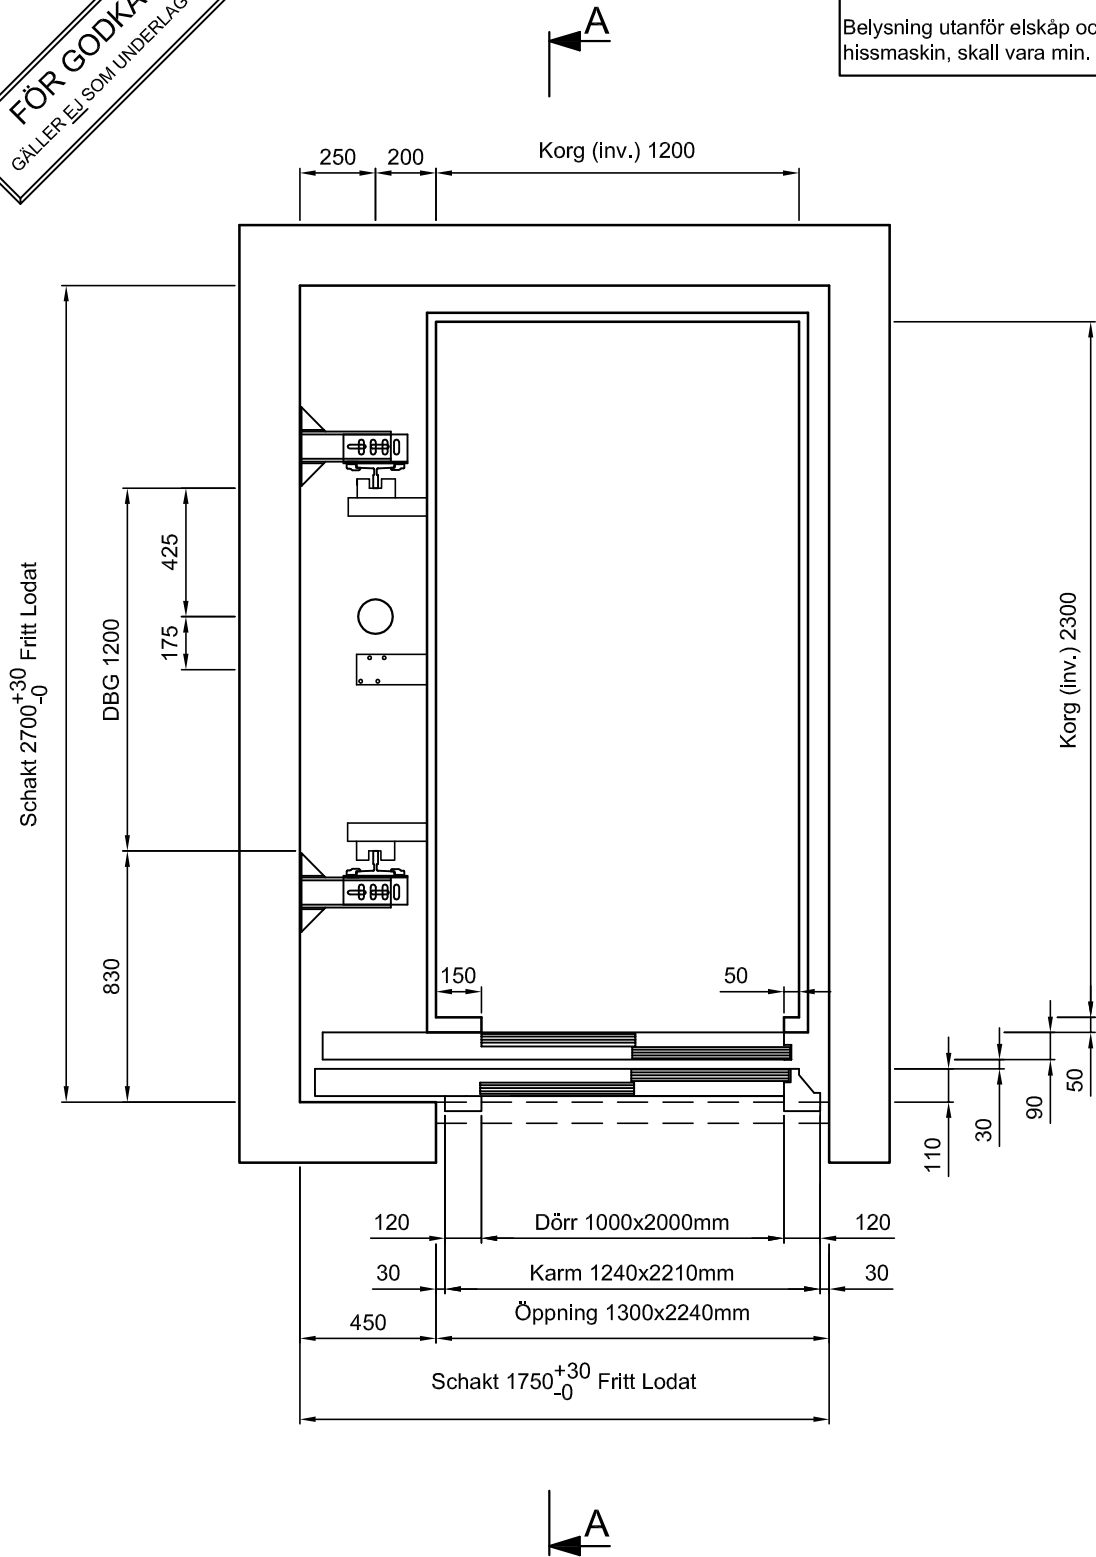 FÖR GODKÄ
GÄLLER EJ SOM UNDERLAG
A
Belysning utanför elskåp oc
hissmaskin, skall vara min.
250
200
Korg (inv.) 1200
Schakt 2700 +30 -0 Fritt Lodat
DBG 1200
425
175
830
Korg (inv.) 2300
150
50
50
90
30
110
120
Dörr 1000x2000mm
120
30
Karm 1240x2210mm
30
450
Öppning 1300x2240mm
Schakt 1750 +30 -0 Fritt Lodat
A